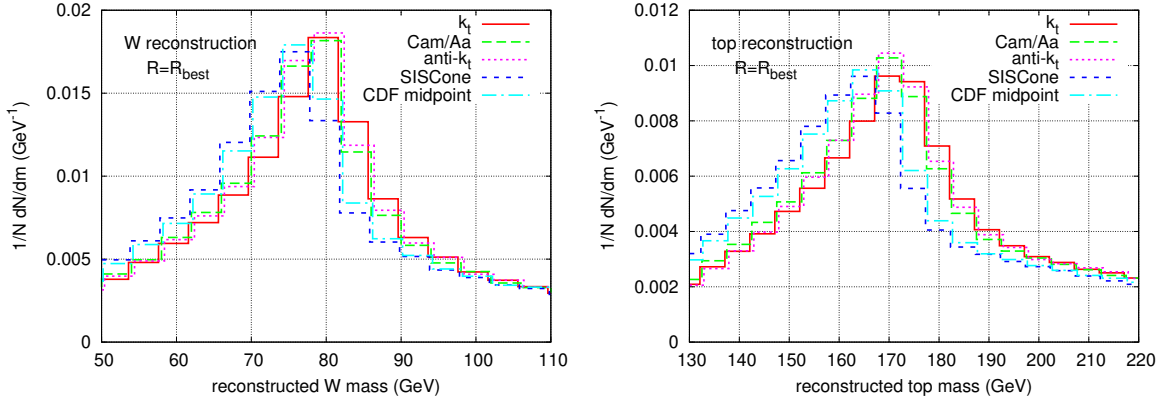 W reconstruction
R=R_best
k_t
Cam/Aa
anti-k_t
SISCone
CDF midpoint
0.02
0.015
0.01
0.005
0
50 60 70 80 90 100 110
1/N dN/dm (GeV⁻¹)
reconstructed W mass (GeV)
top reconstruction
R=R_best
k_t
Cam/Aa
anti-k_t
SISCone
CDF midpoint
0.012
0.01
0.008
0.006
0.004
0.002
0
130 140 150 160 170 180 190 200 210 220
1/N dN/dm (GeV⁻¹)
reconstructed top mass (GeV)